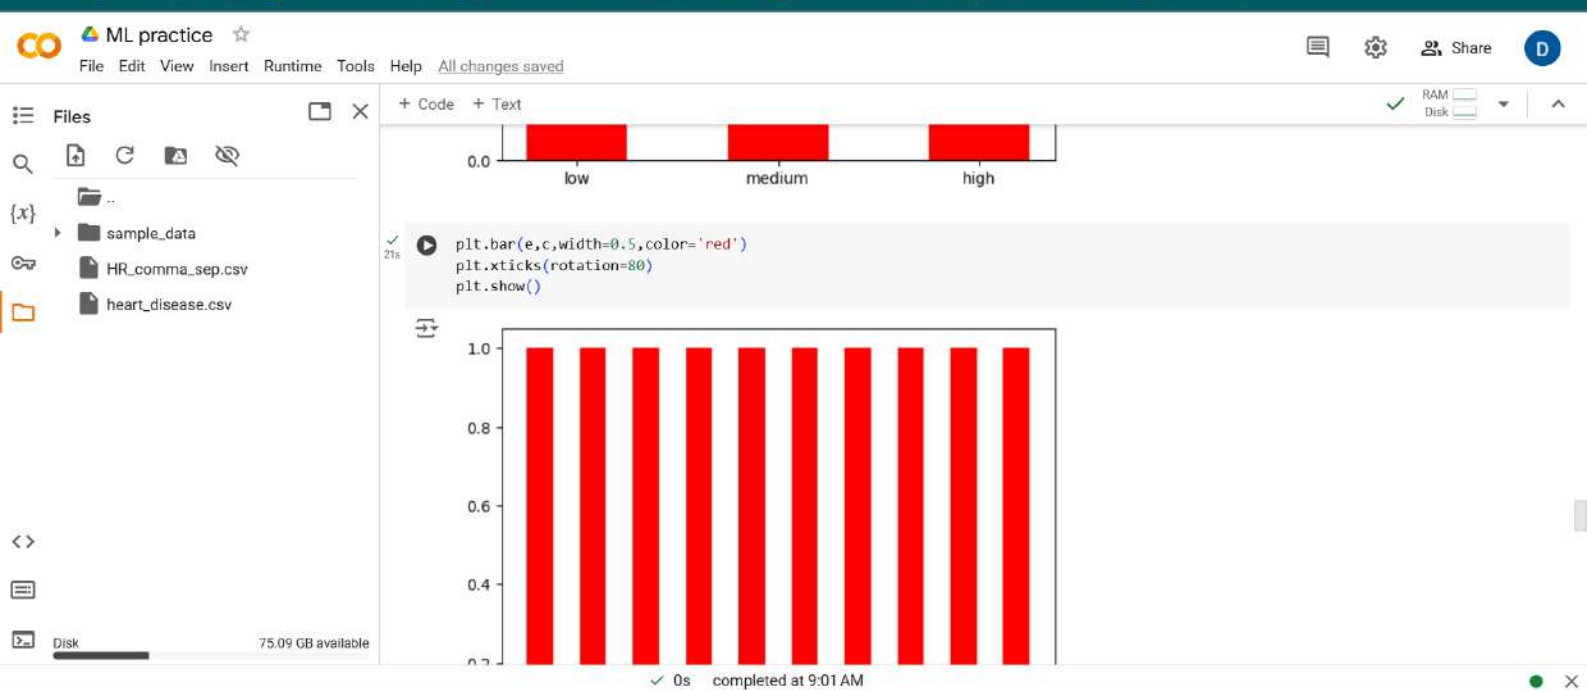 ML practice
File Edit View Insert Runtime Tools Help All changes saved
Share
D
Files
+ Code + Text
RAM
Disk
{x}
..
sample_data
HR_comma_sep.csv
heart_disease.csv
Disk
75.09 GB available
0.0
low medium high
21s
plt.bar(e,c,width=0.5,color='red')
plt.xticks(rotation=80)
plt.show()
1.0
0.8
0.6
0.4
0.2
0s completed at 9:01 AM